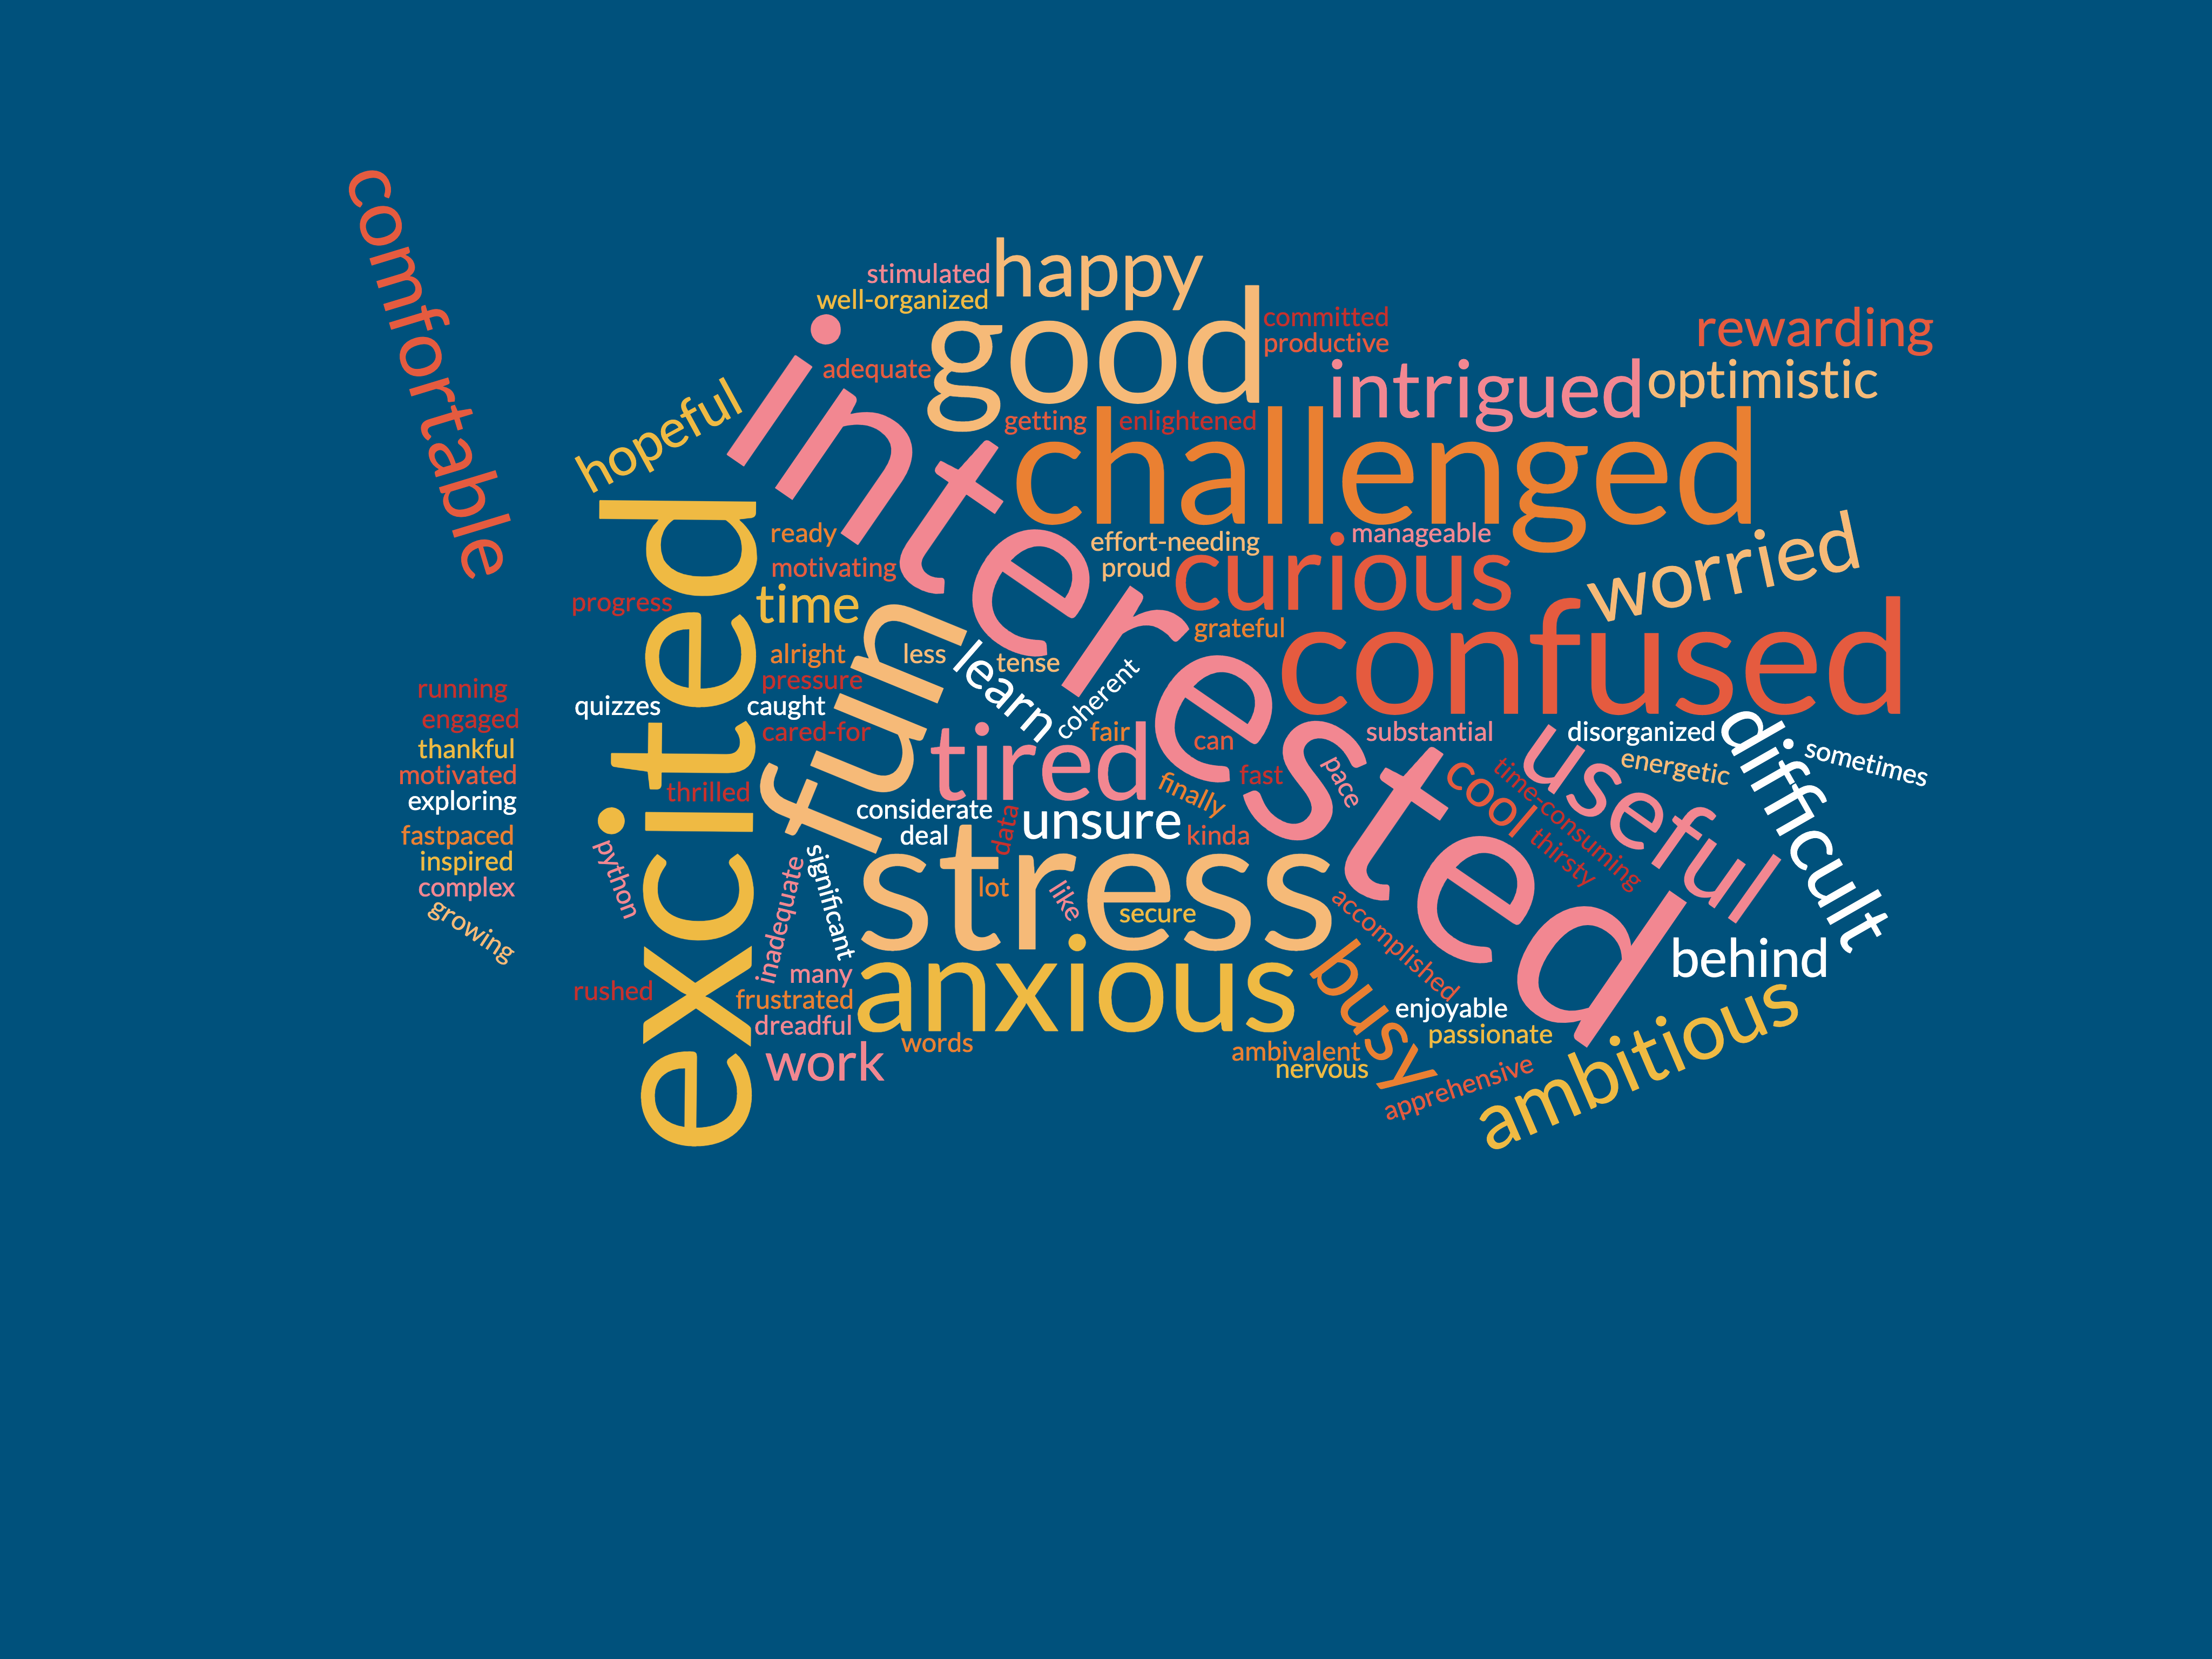 comfortable
happy
stimulated
well-organized
good
committed
productive
rewarding
adequate
intrigued
optimistic
hopeful
interested
getting
enlightened
challenged
excited
ready
effort-needing
manageable
motivating
proud
curious
worried
progress
time
grateful
fun
confused
alright
less
learn
tense
coherent
pressure
running
quizzes
caught
engaged
cared-for
tired
fair
can
substantial
useful
disorganized
difficult
thankful
sometimes
motivated
energetic
thrilled
finally
fast
pace
cool
time-consuming
exploring
considerate
data
unsure
kinda
thirsty
fastpaced
deal
python
inspired
inadequate
significant
stress
complex
lot
like
secure
accomplished
growing
behind
rushed
many
anxious
busy
frustrated
enjoyable
ambitious
dreadful
passionate
work
words
ambivalent
nervous
apprehensive